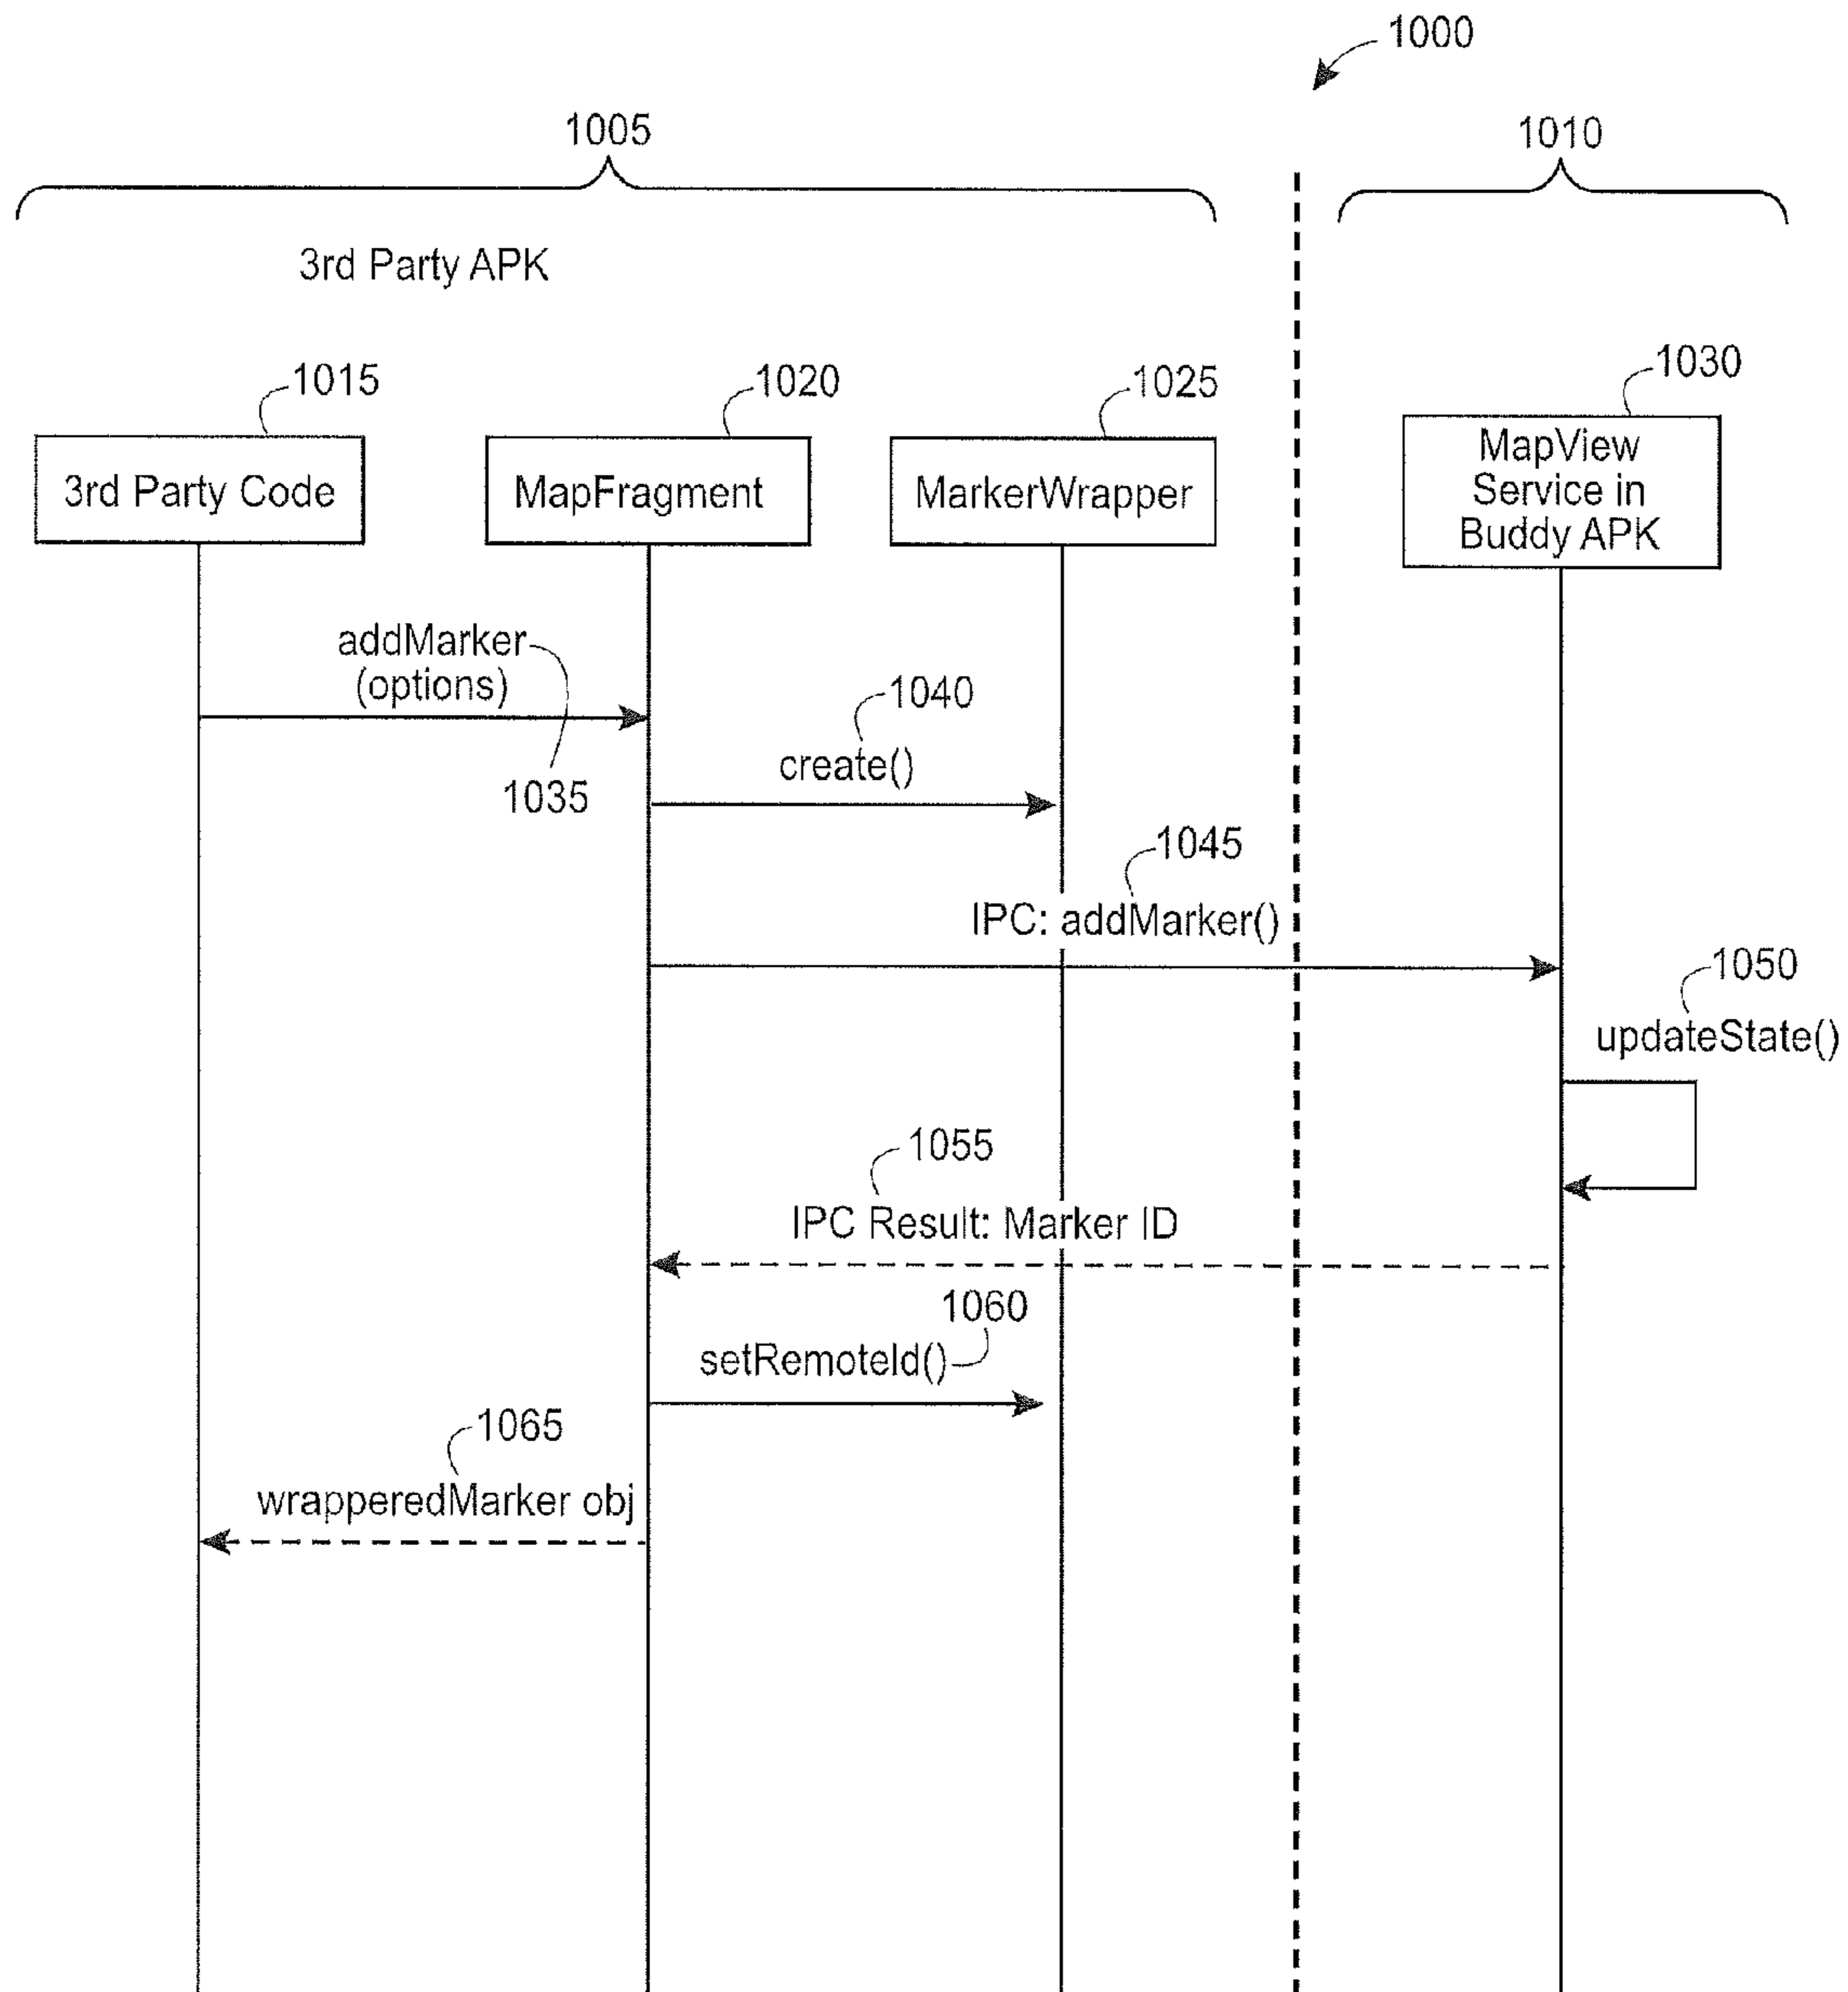 1000
1005
1010
3rd Party APK
1015
1020
1025
1030
3rd Party Code
MapFragment
MarkerWrapper
MapView
Service in
Buddy APK
addMarker
(options)
1035
1040
create()
1045
IPC: addMarker()
1050
updateState()
1055
IPC Result: Marker ID
1060
setRemoteId()
1065
wrapperedMarker obj